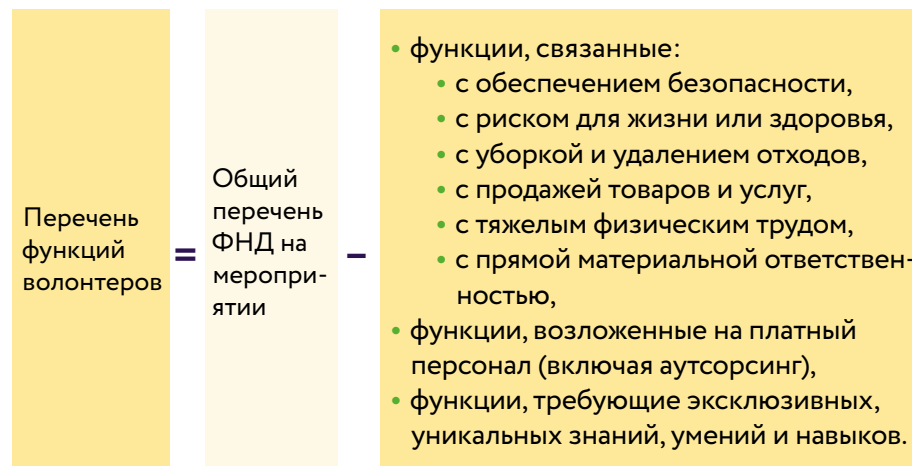 Перечень
функций
волонтеров
=
Общий
перечень
ФНД на
меропри-
ятии
–
• функции, связанные:
• с обеспечением безопасности,
• с риском для жизни или здоровья,
• с уборкой и удалением отходов,
• с продажей товаров и услуг,
• с тяжелым физическим трудом,
• с прямой материальной ответствен-
ностью,
• функции, возложенные на платный
персонал (включая аутсорсинг),
• функции, требующие эксклюзивных,
уникальных знаний, умений и навыков.